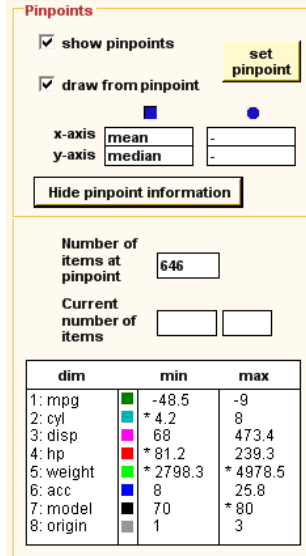 Pinpoints
show pinpoints
set
pinpoint
draw from pinpoint
x-axis mean -
y-axis median -
Hide pinpoint information
Number of
items at
pinpoint 646
Current
number of
items
dim min max
1: mpg -48.5 -9
2: cyl * 4.2 8
3: disp 68 473.4
4: hp * 81.2 239.3
5: weight * 2798.3 * 4978.5
6: acc 8 25.8
7: model 70 * 80
8: origin 1 3